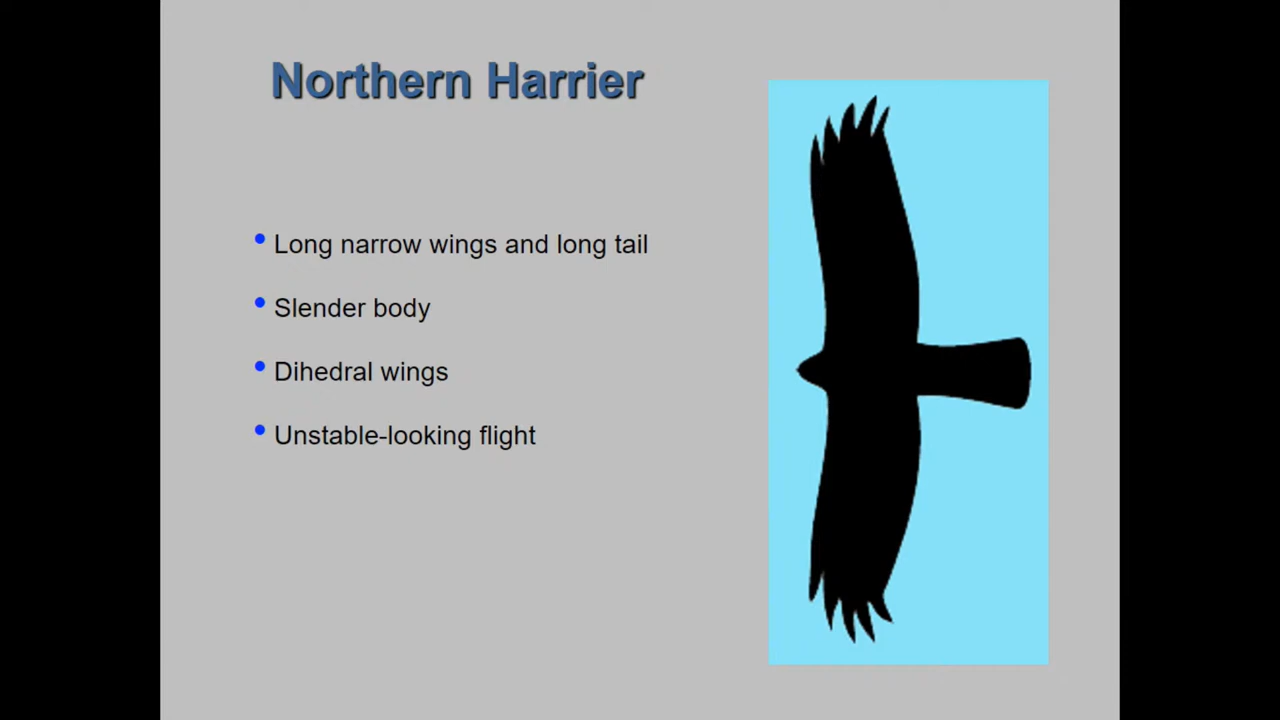 Northern Harrier
• Long narrow wings and long tail
• Slender body
• Dihedral wings
• Unstable-looking flight